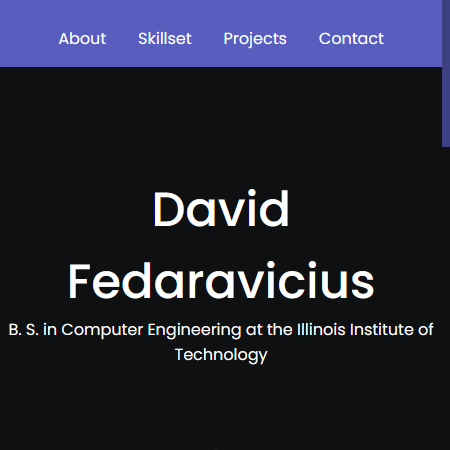 About Skillset Projects Contact
David
Fedaravicius
B. S. in Computer Engineering at the Illinois Institute of
Technology